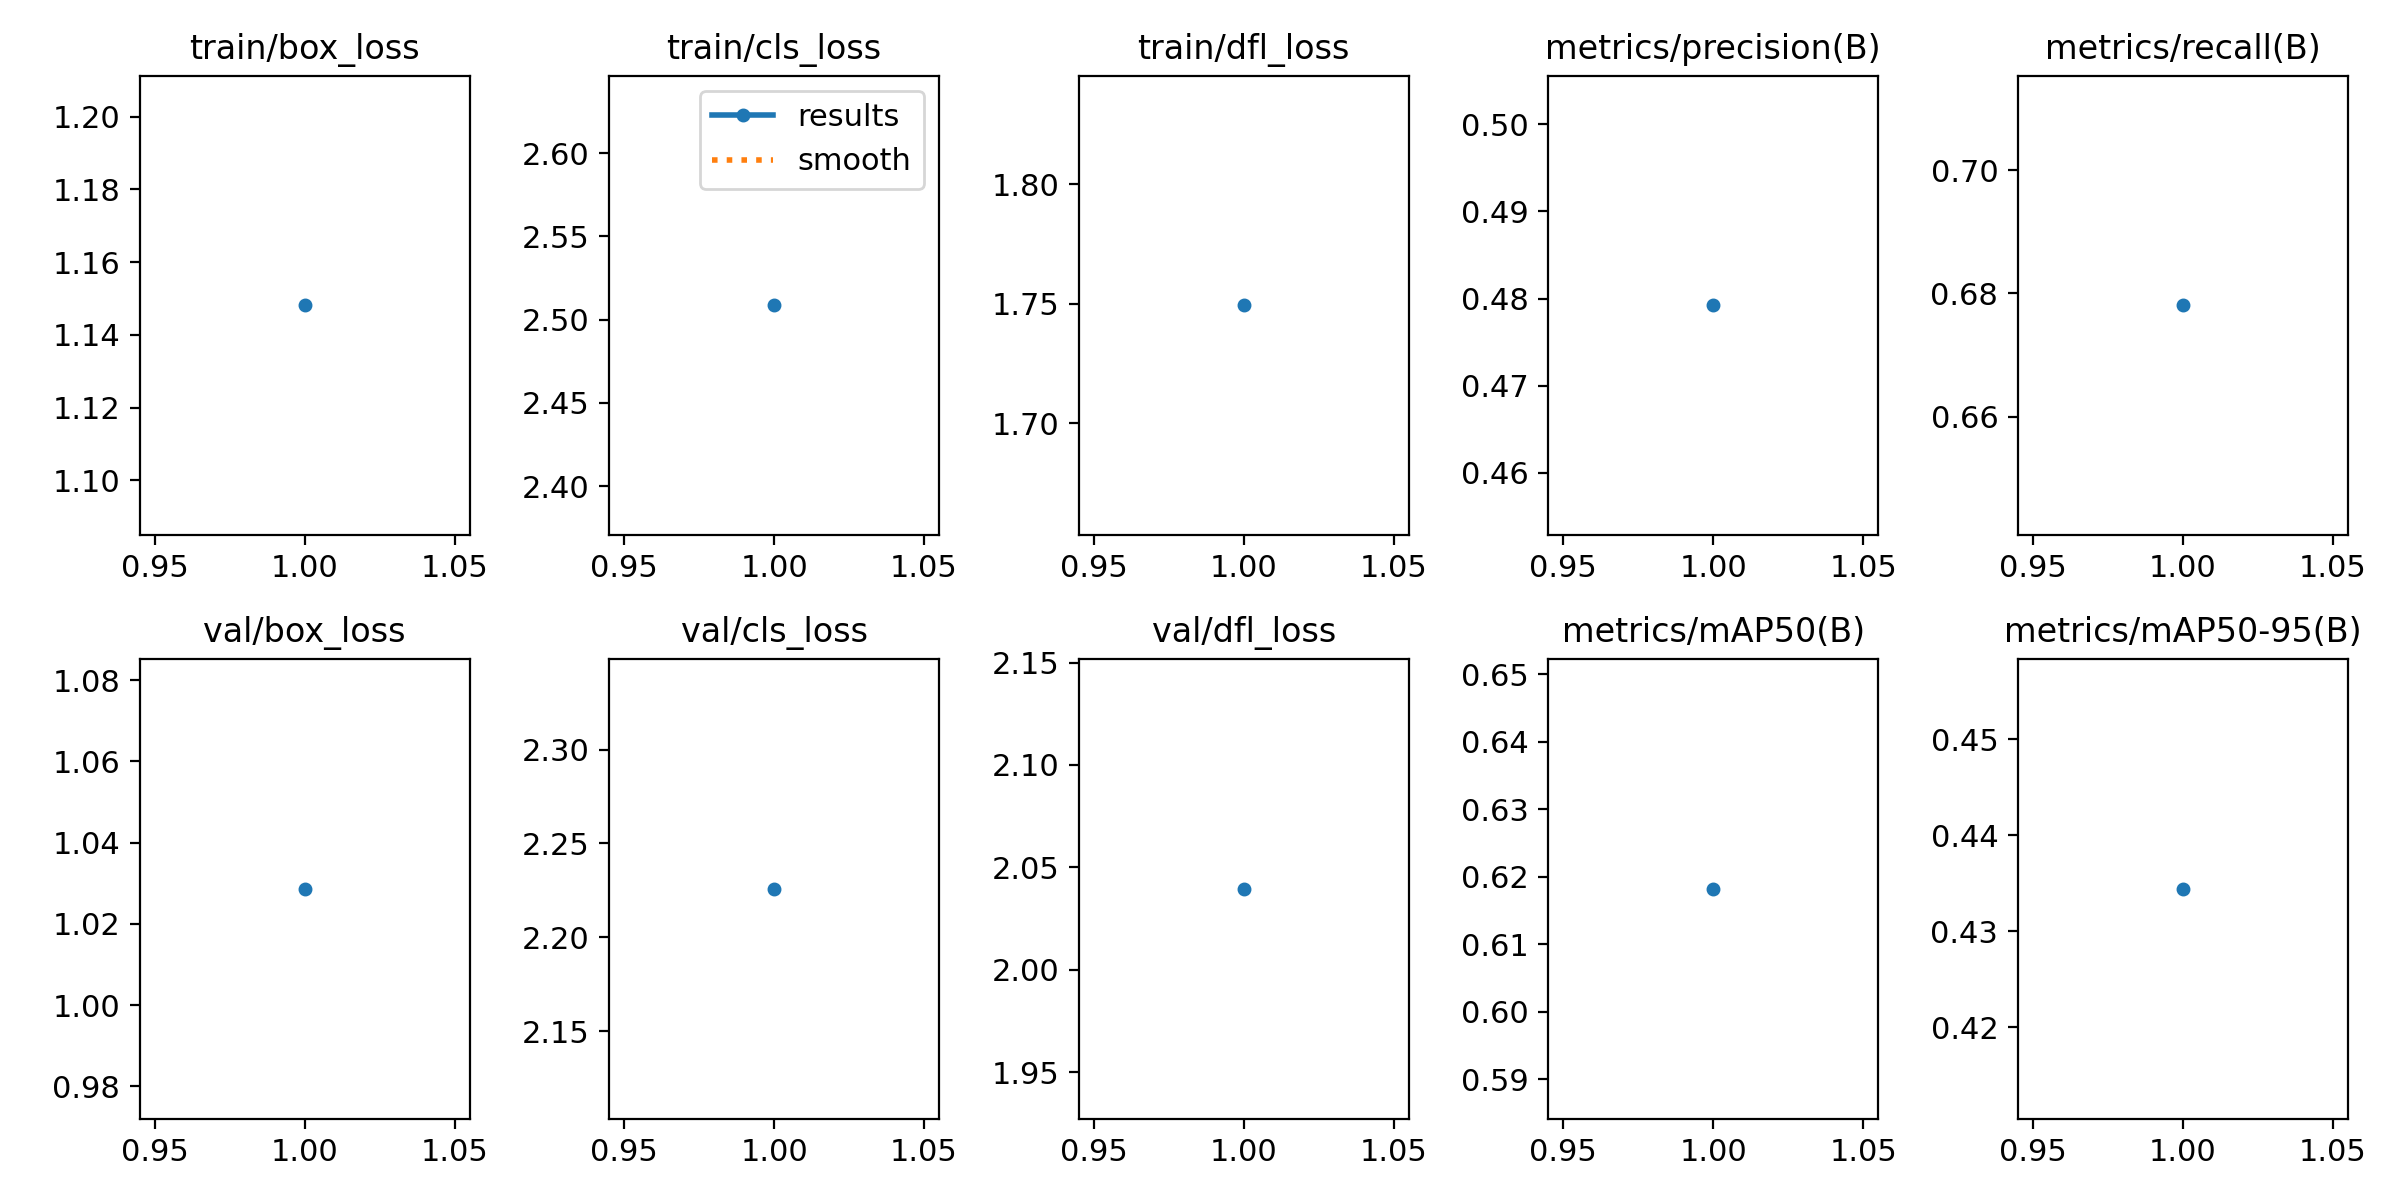 train/box_loss
1.20
1.18
1.16
1.14
1.12
1.10
0.95 1.00 1.05
train/cls_loss
results
smooth
2.60
2.55
2.50
2.45
2.40
0.95 1.00 1.05
train/dfl_loss
1.80
1.75
1.70
0.95 1.00 1.05
metrics/precision(B)
0.50
0.49
0.48
0.47
0.46
0.95 1.00 1.05
metrics/recall(B)
0.70
0.68
0.66
0.95 1.00 1.05
val/box_loss
1.08
1.06
1.04
1.02
1.00
0.98
0.95 1.00 1.05
val/cls_loss
2.30
2.25
2.20
2.15
0.95 1.00 1.05
val/dfl_loss
2.15
2.10
2.05
2.00
1.95
0.95 1.00 1.05
metrics/mAP50(B)
0.65
0.64
0.63
0.62
0.61
0.60
0.59
0.95 1.00 1.05
metrics/mAP50-95(B)
0.45
0.44
0.43
0.42
0.95 1.00 1.05